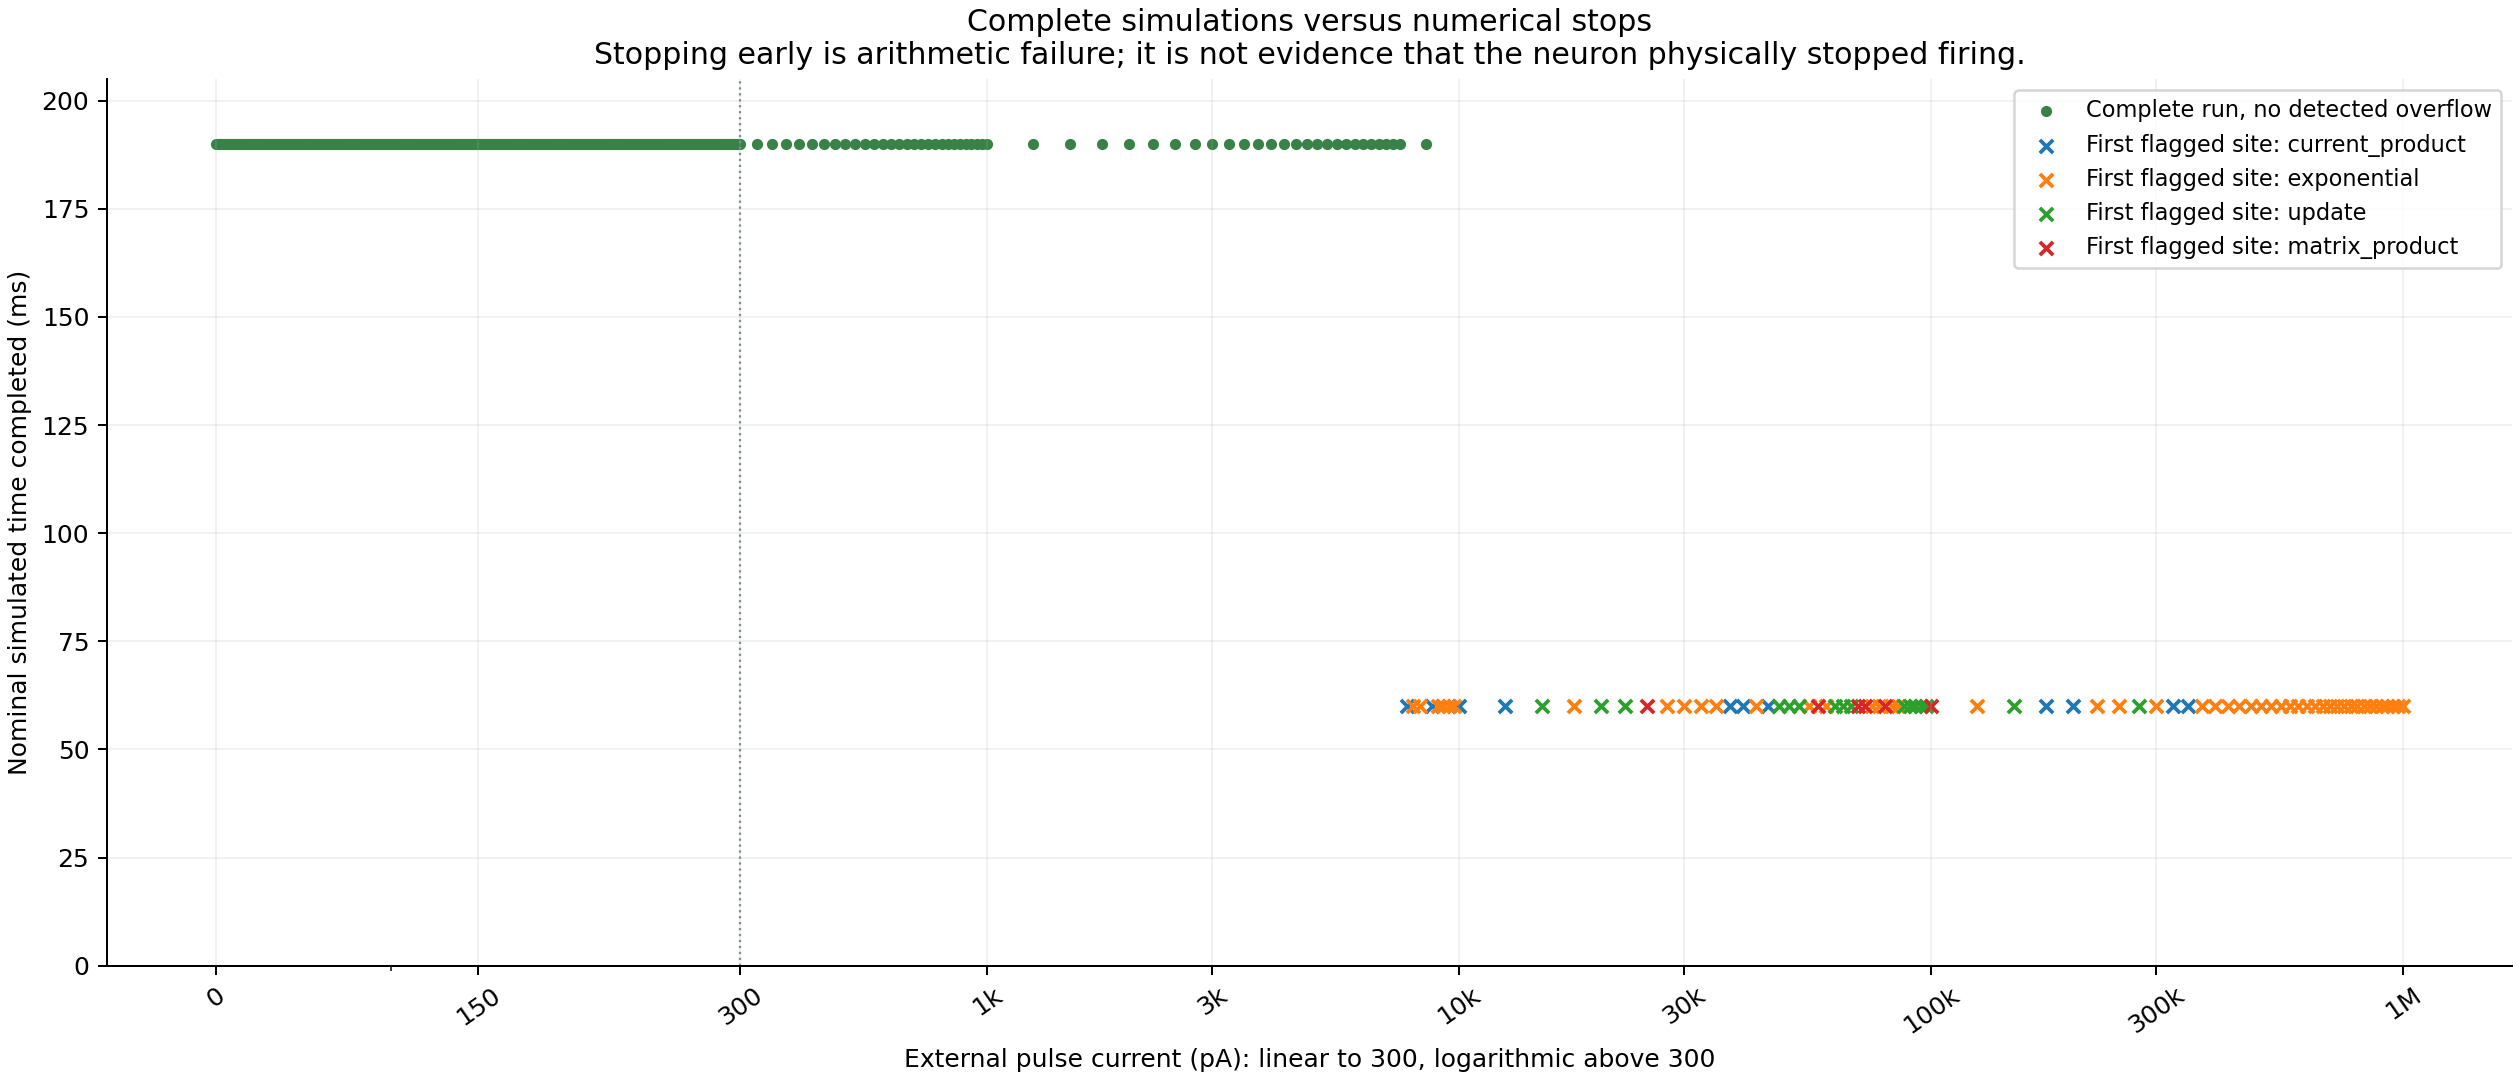 Complete simulations versus numerical stops
Stopping early is arithmetic failure; it is not evidence that the neuron physically stopped firing.
Nominal simulated time completed (ms)
200
175
150
125
100
75
50
25
0
Complete run, no detected overflow
First flagged site: current_product
First flagged site: exponential
First flagged site: update
First flagged site: matrix_product
0
150
300
1k
3k
10k
30k
100k
300k
1M
External pulse current (pA): linear to 300, logarithmic above 300